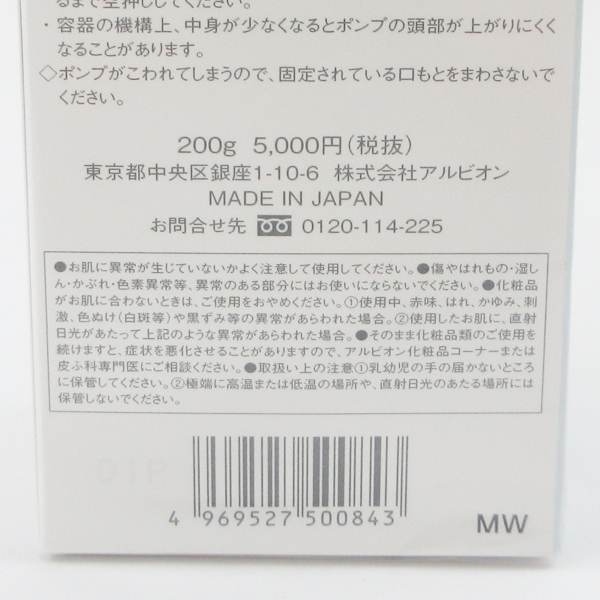 るまで空押ししてください。
・容器の機構上、中身が少なくなるとポンプの頭部が上がりにくく
なることがあります。
◇ポンプがこわれてしまうので、固定されている口もとをまわさないで
ください。
200g 5,000円(税抜)
東京都中央区銀座1-10-6 株式会社アルビオン
MADE IN JAPAN
お問合せ先 0120-114-225
●お肌に異常が生じていないかよく注意して使用してください。●傷やはれもの・湿し
ん・かぶれ・色素異常等、異常のある部分にはお使いにならないでください。●化粧品
がお肌に合わないときは、ご使用をおやめください。①使用中、赤味、はれ、かゆみ、刺
激、色ぬけ(白斑等)や黒ずみ等の異常があらわれた場合。②使用したお肌に、直射
日光があたって上記のような異常があらわれた場合。●そのまま化粧品類のご使用を
続けますと、症状を悪化させることがありますので、アルビオン化粧品コーナーまたは
皮ふ科専門医にご相談ください。●取扱い上の注意①乳幼児の手の届かないところ
に保管してください。②極端に高温または低温の場所や、直射日光のあたる場所には
保管しないでください。
DIP
4 969527 500843
MW